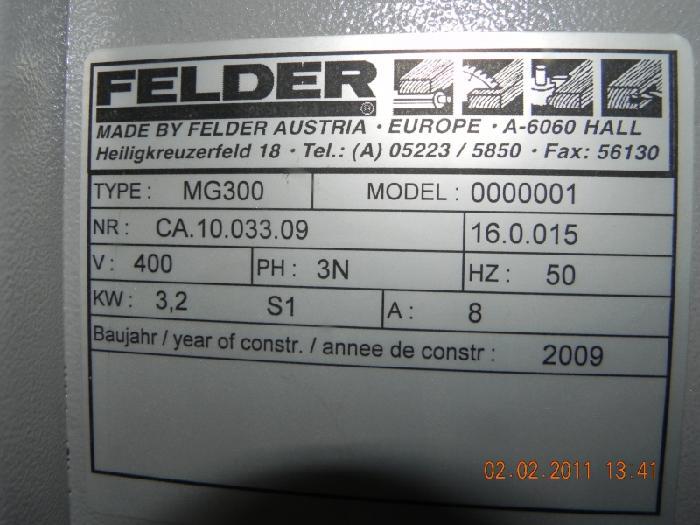 FELDER ®
MADE BY FELDER AUSTRIA · EUROPE · A-6060 HALL
Heiligkreuzerfeld 18 · Tel.: (A) 05223 / 5850 · Fax: 56130
TYPE : MG300 MODEL : 0000001
NR : CA.10.033.09 16.0.015
V : 400 PH : 3N HZ : 50
KW : 3,2 S1 A : 8
Baujahr / year of constr. / annee de constr : 2009
02.02.2011 13:41